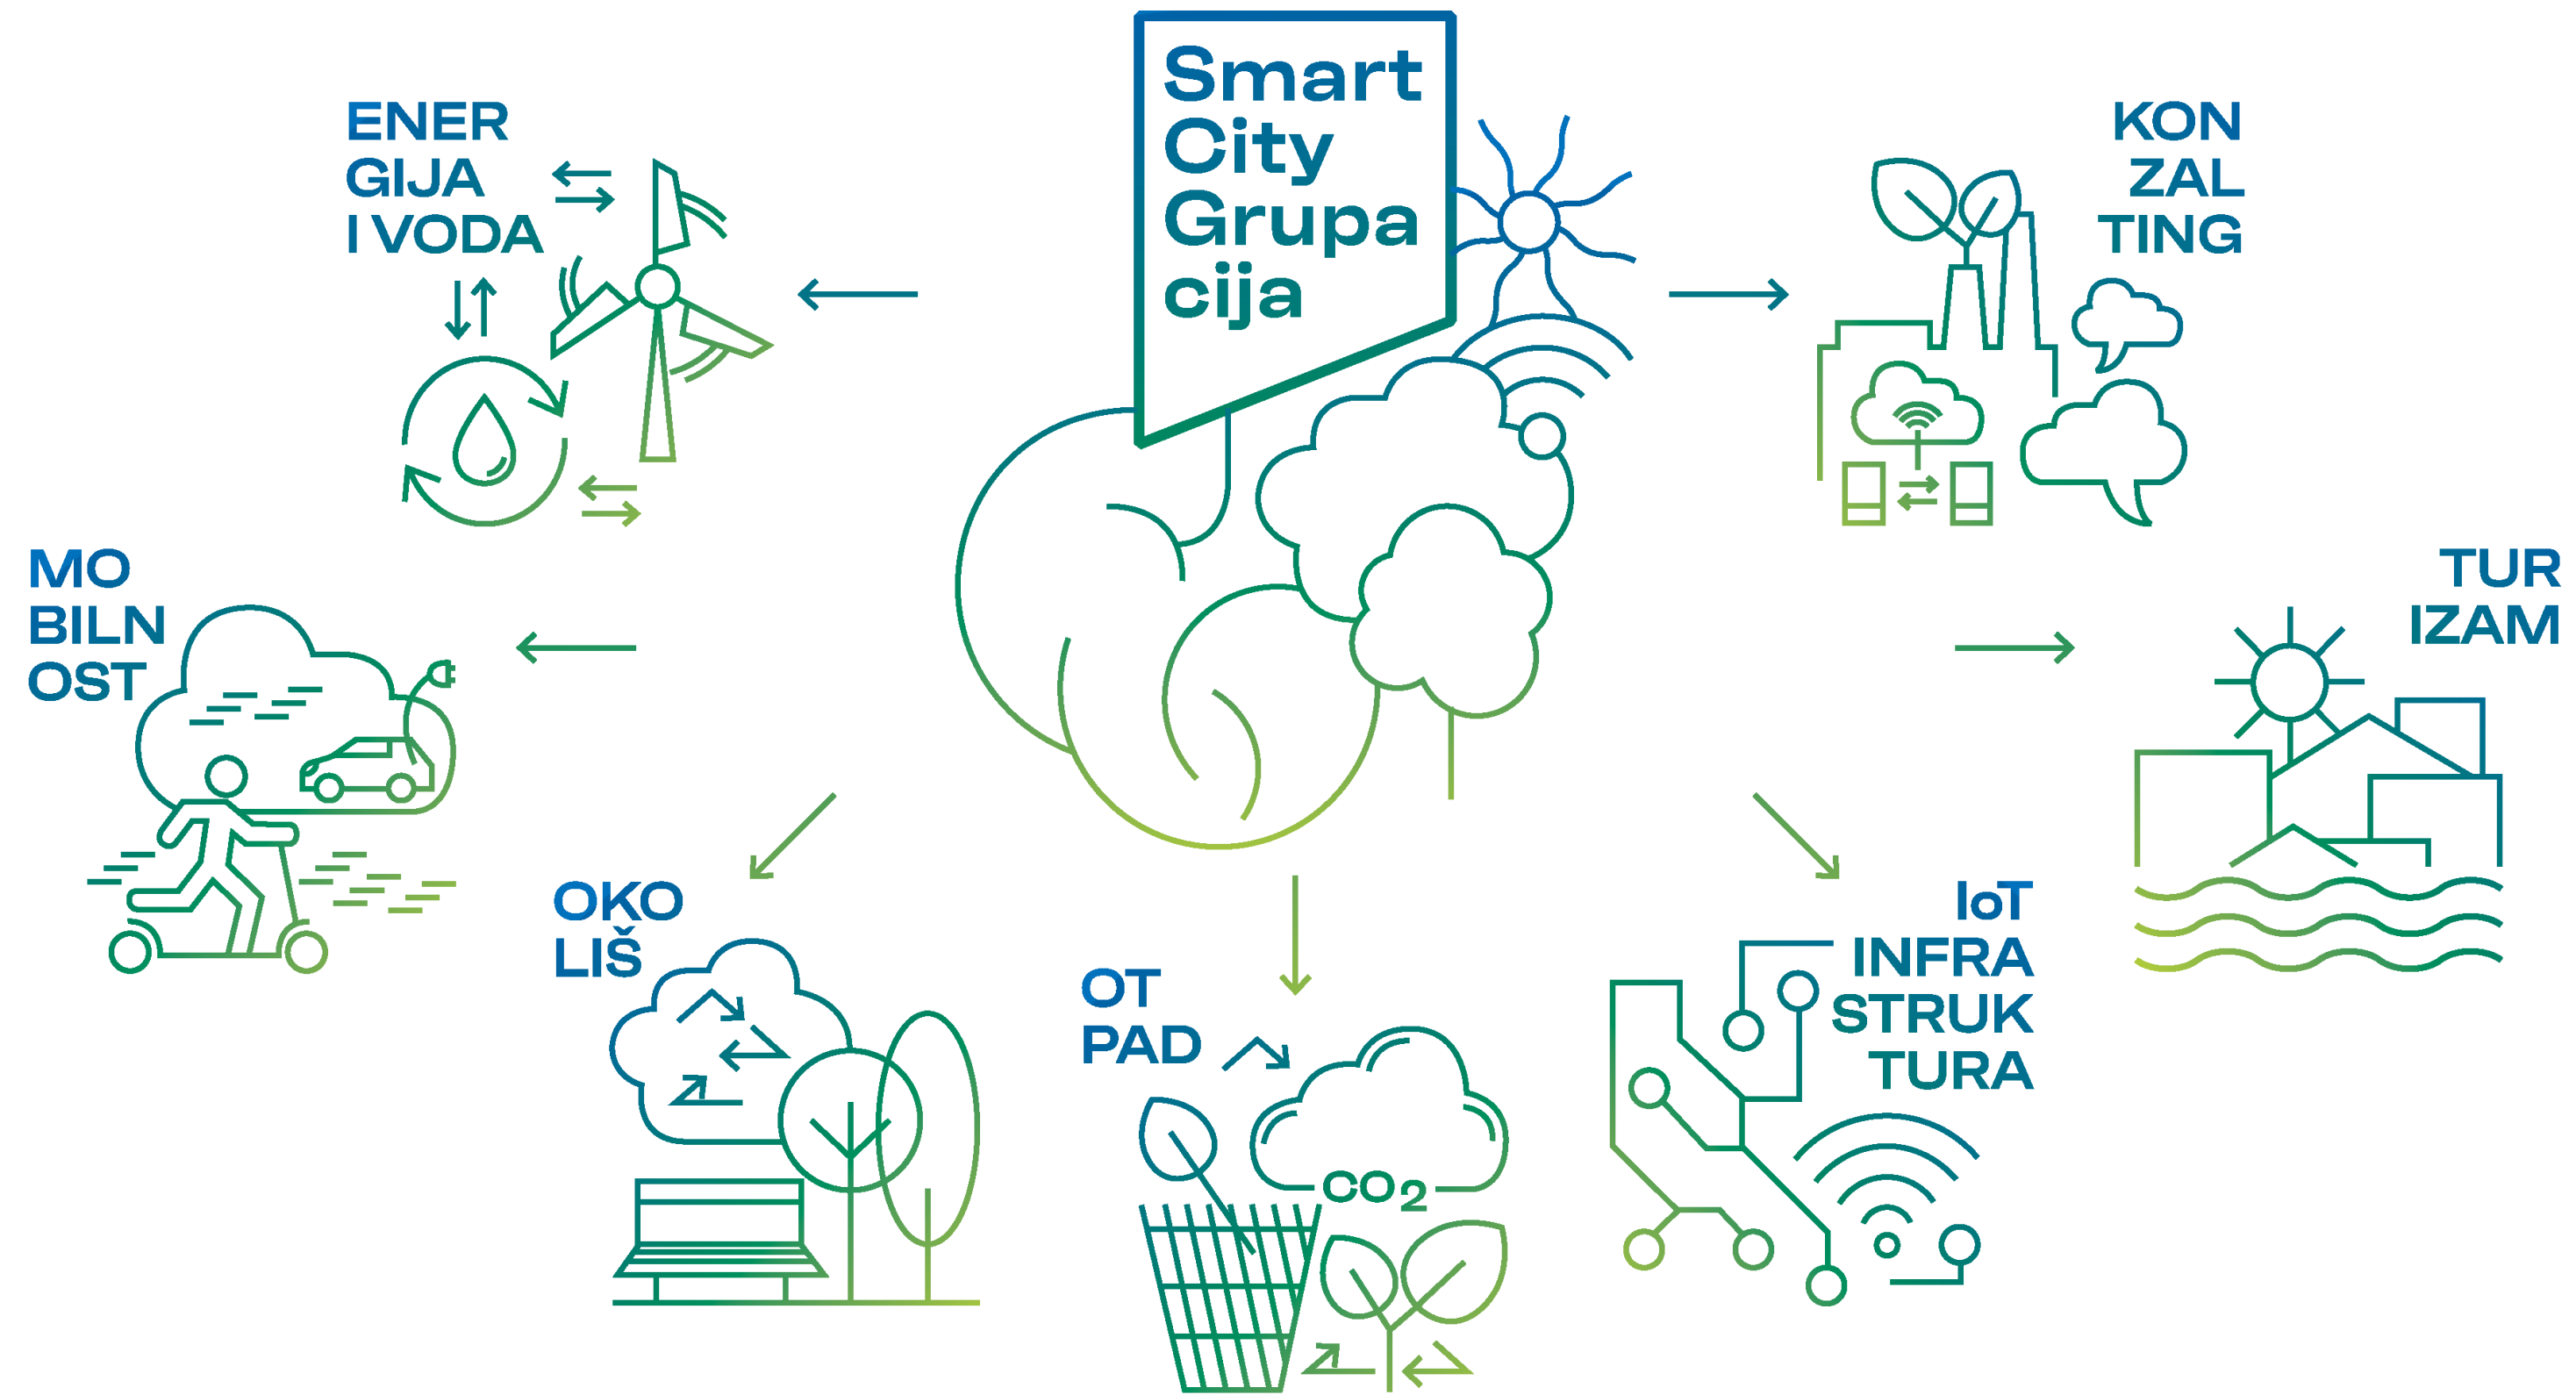 Smart
City
Grupa
cija
ENER
GIJA
I VODA
KON
ZAL
TING
MO
BILN
OST
TUR
IZAM
OKO
LIŠ
OT
PAD
CO2
IoT
INFRA
STRUK
TURA